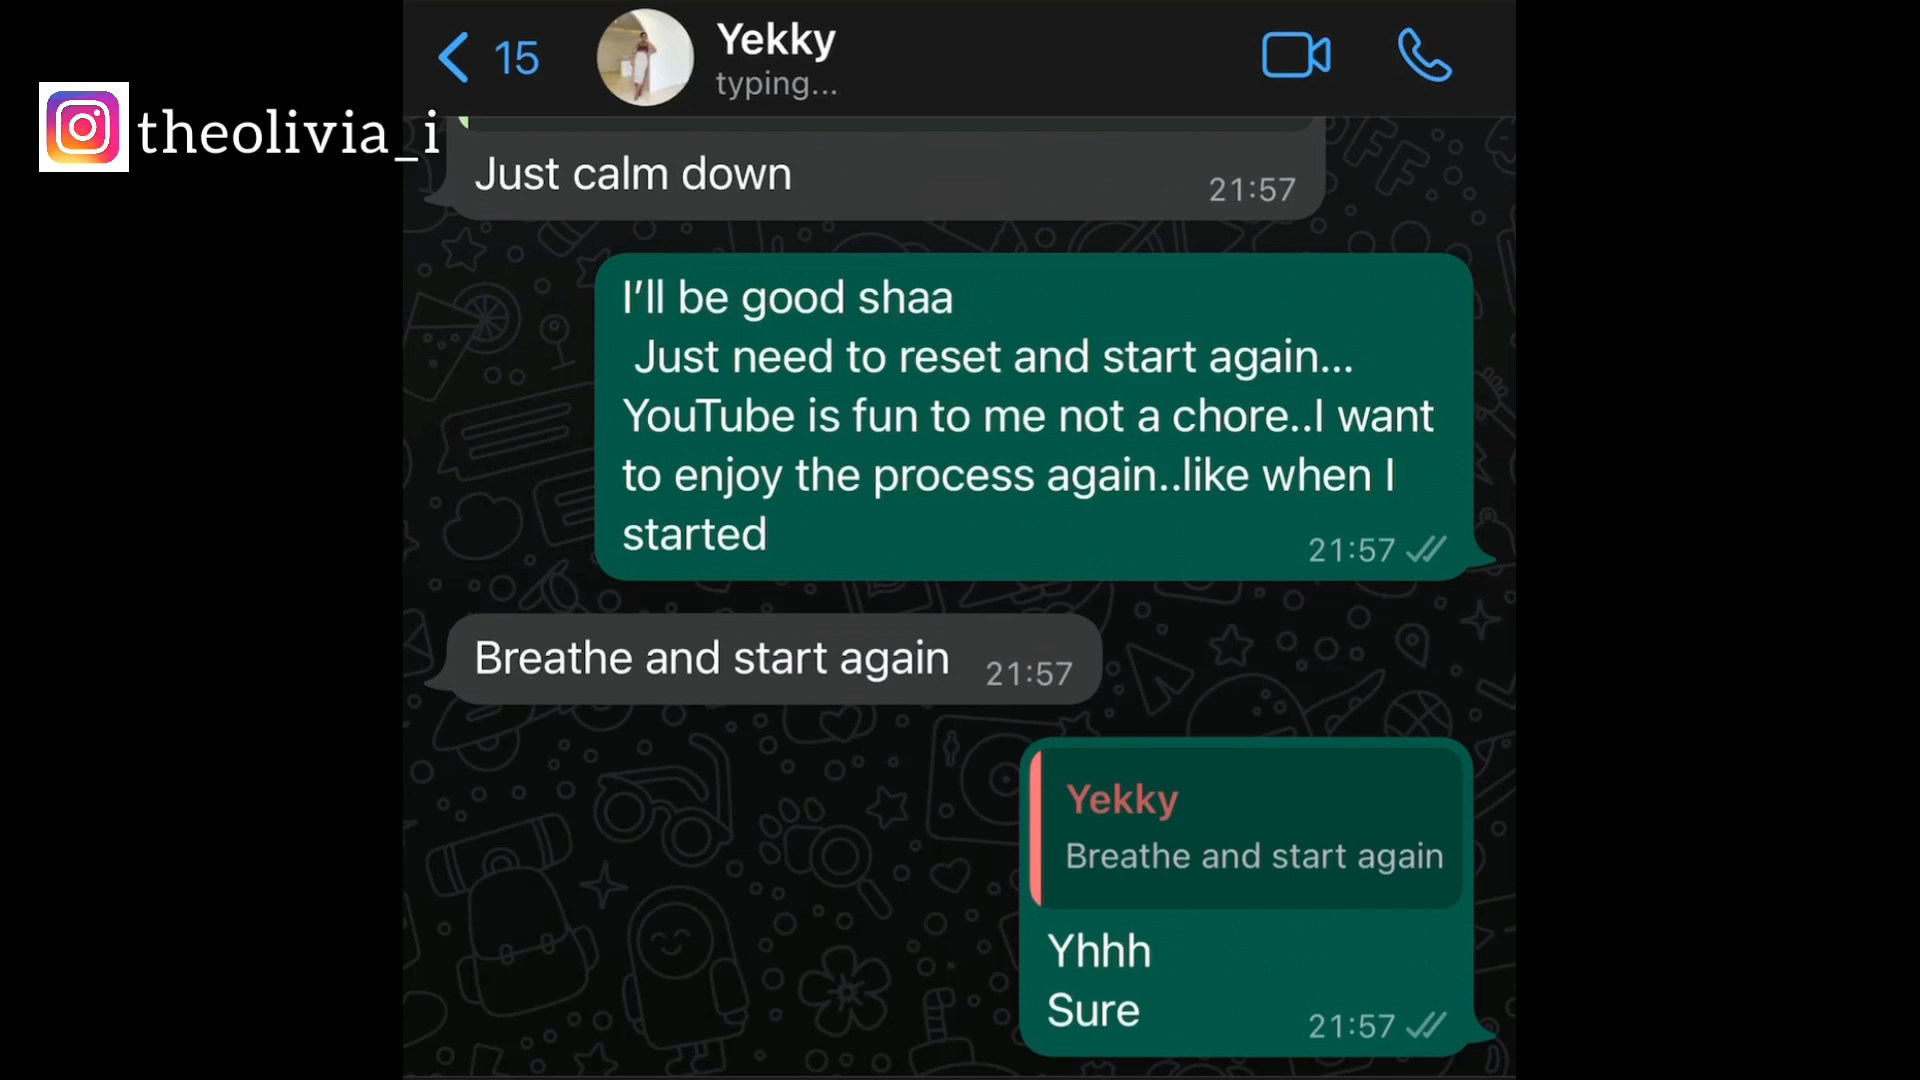 15
Yekky
typing...
theolivia_i
Just calm down
21:57
I'll be good shaa
Just need to reset and start again...
YouTube is fun to me not a chore..I want
to enjoy the process again..like when I
started
21:57
Breathe and start again
21:57
Yekky
Breathe and start again
Yhhh
Sure
21:57